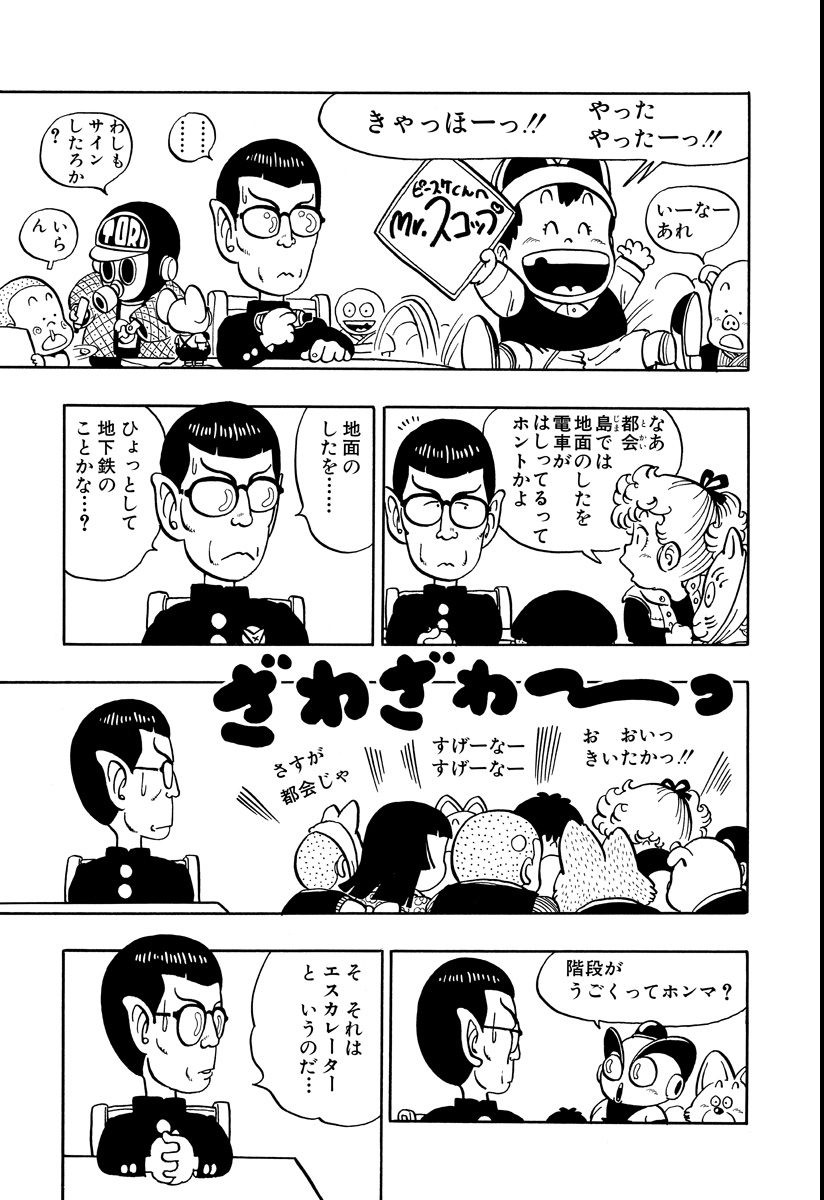 やった
やったーっ!!
きゃっほーっ!!
ピースケくんへ
Mr.スコップ
いーなー
あれ
……
わしも
サイン
したろか
?
TORI
いら
ん
なあ
都会
とかい
島では
じま
地面のしたを
電車が
はしってるって
ホントかよ
地面の
したを……
ひょっとして
地下鉄の
ことかな…?
ざわざわーっ
お おいっ
きいたかっ!!
すげーなー
すげーなー
さすが
都会じゃ
階段が
うごくってホンマ?
そ それは
エスカレーター
と いうのだ…